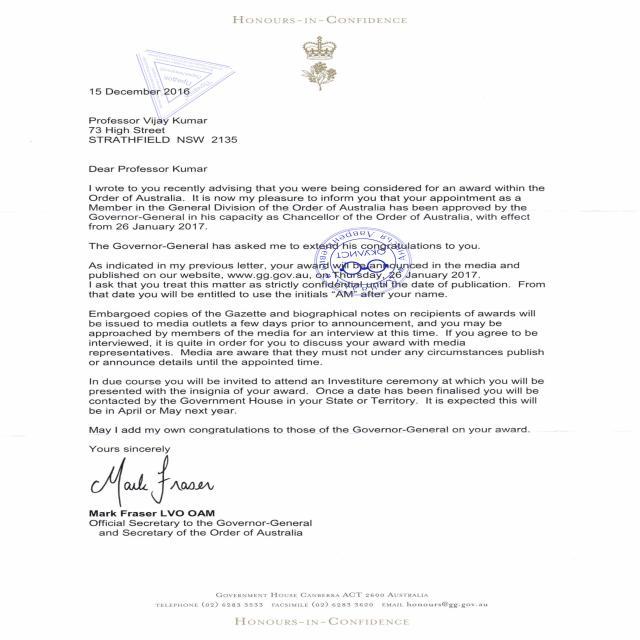 HONOURS-IN-CONFIDENCE
15 December 2016
Professor Vijay Kumar
73 High Street
STRATHFIELD NSW 2135
Dear Professor Kumar
I wrote to you recently advising that you were being considered for an award within the
Order of Australia. It is now my pleasure to inform you that your appointment as a
Member in the General Division of the Order of Australia has been approved by the
Governor-General in his capacity as Chancellor of the Order of Australia, with effect
from 26 January 2017.
The Governor-General has asked me to extend his congratulations to you.
As indicated in my previous letter, your award will be announced in the media and
published on our website, www.gg.gov.au, on Thursday, 26 January 2017.
I ask that you treat this matter as strictly confidential until the date of publication. From
that date you will be entitled to use the initials "AM" after your name.
Embargoed copies of the Gazette and biographical notes on recipients of awards will
be issued to media outlets a few days prior to announcement, and you may be
approached by members of the media for an interview at this time. If you agree to be
interviewed, it is quite in order for you to discuss your award with media
representatives. Media are aware that they must not under any circumstances publish
or announce details until the appointed time.
In due course you will be invited to attend an Investiture ceremony at which you will be
presented with the insignia of your award. Once a date has been finalised you will be
contacted by the Government House in your State or Territory. It is expected this will
be in April or May next year.
May I add my own congratulations to those of the Governor-General on your award.
Yours sincerely
Mark Fraser
Mark Fraser LVO OAM
Official Secretary to the Governor-General
and Secretary of the Order of Australia
GOVERNMENT HOUSE CANBERRA ACT 2600 AUSTRALIA
TELEPHONE (02) 6283 3533 FACSIMILE (02) 6283 3620 EMAIL honours@gg.gov.au
HONOURS-IN-CONFIDENCE